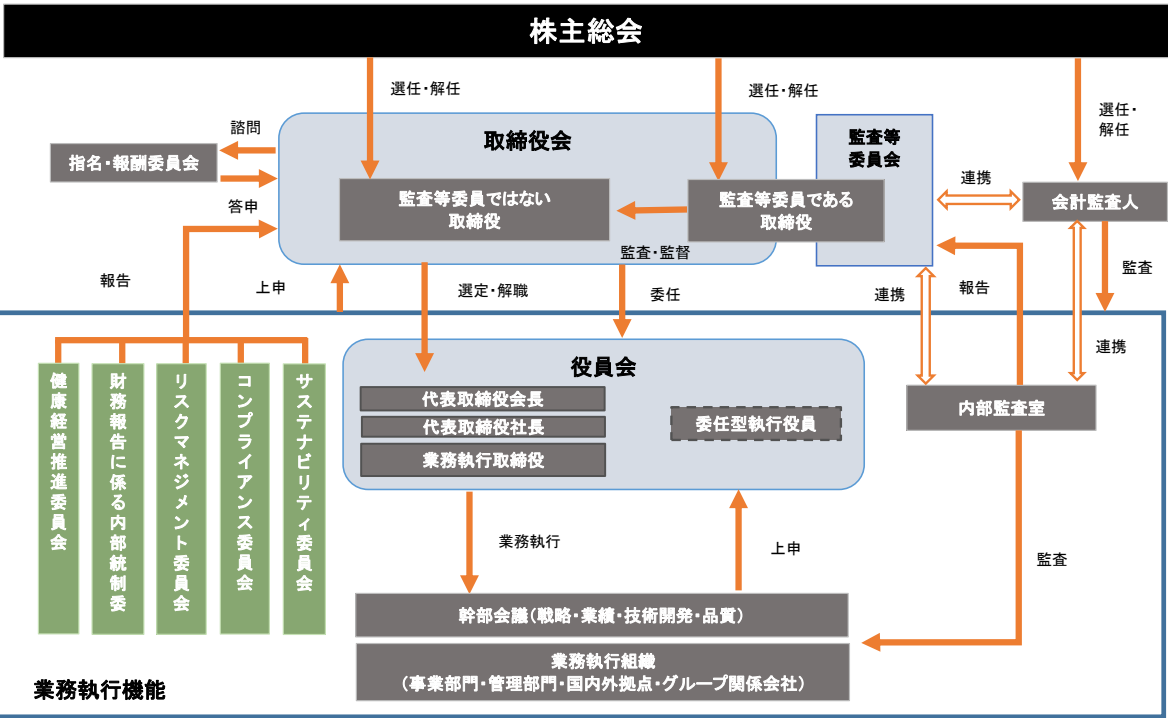 株主総会
選任・解任
選任・解任
選任・
解任
諮問
指名・報酬委員会
答申
取締役会
監査等委員ではない
取締役
監査等委員である
取締役
監査・監督
監査等
委員会
連携
会計監査人
監査
報告
上申
選定・解職
委任
連携
報告
連携
健康経営推進委員会
財務報告に係る内部統制委
リスクマネジメント委員会
コンプライアンス委員会
サステナビリティ委員会
役員会
代表取締役会長
代表取締役社長
業務執行取締役
委任型執行役員
内部監査室
業務執行
上申
監査
幹部会議(戦略・業績・技術開発・品質)
業務執行組織
(事業部門・管理部門・国内外拠点・グループ関係会社)
業務執行機能